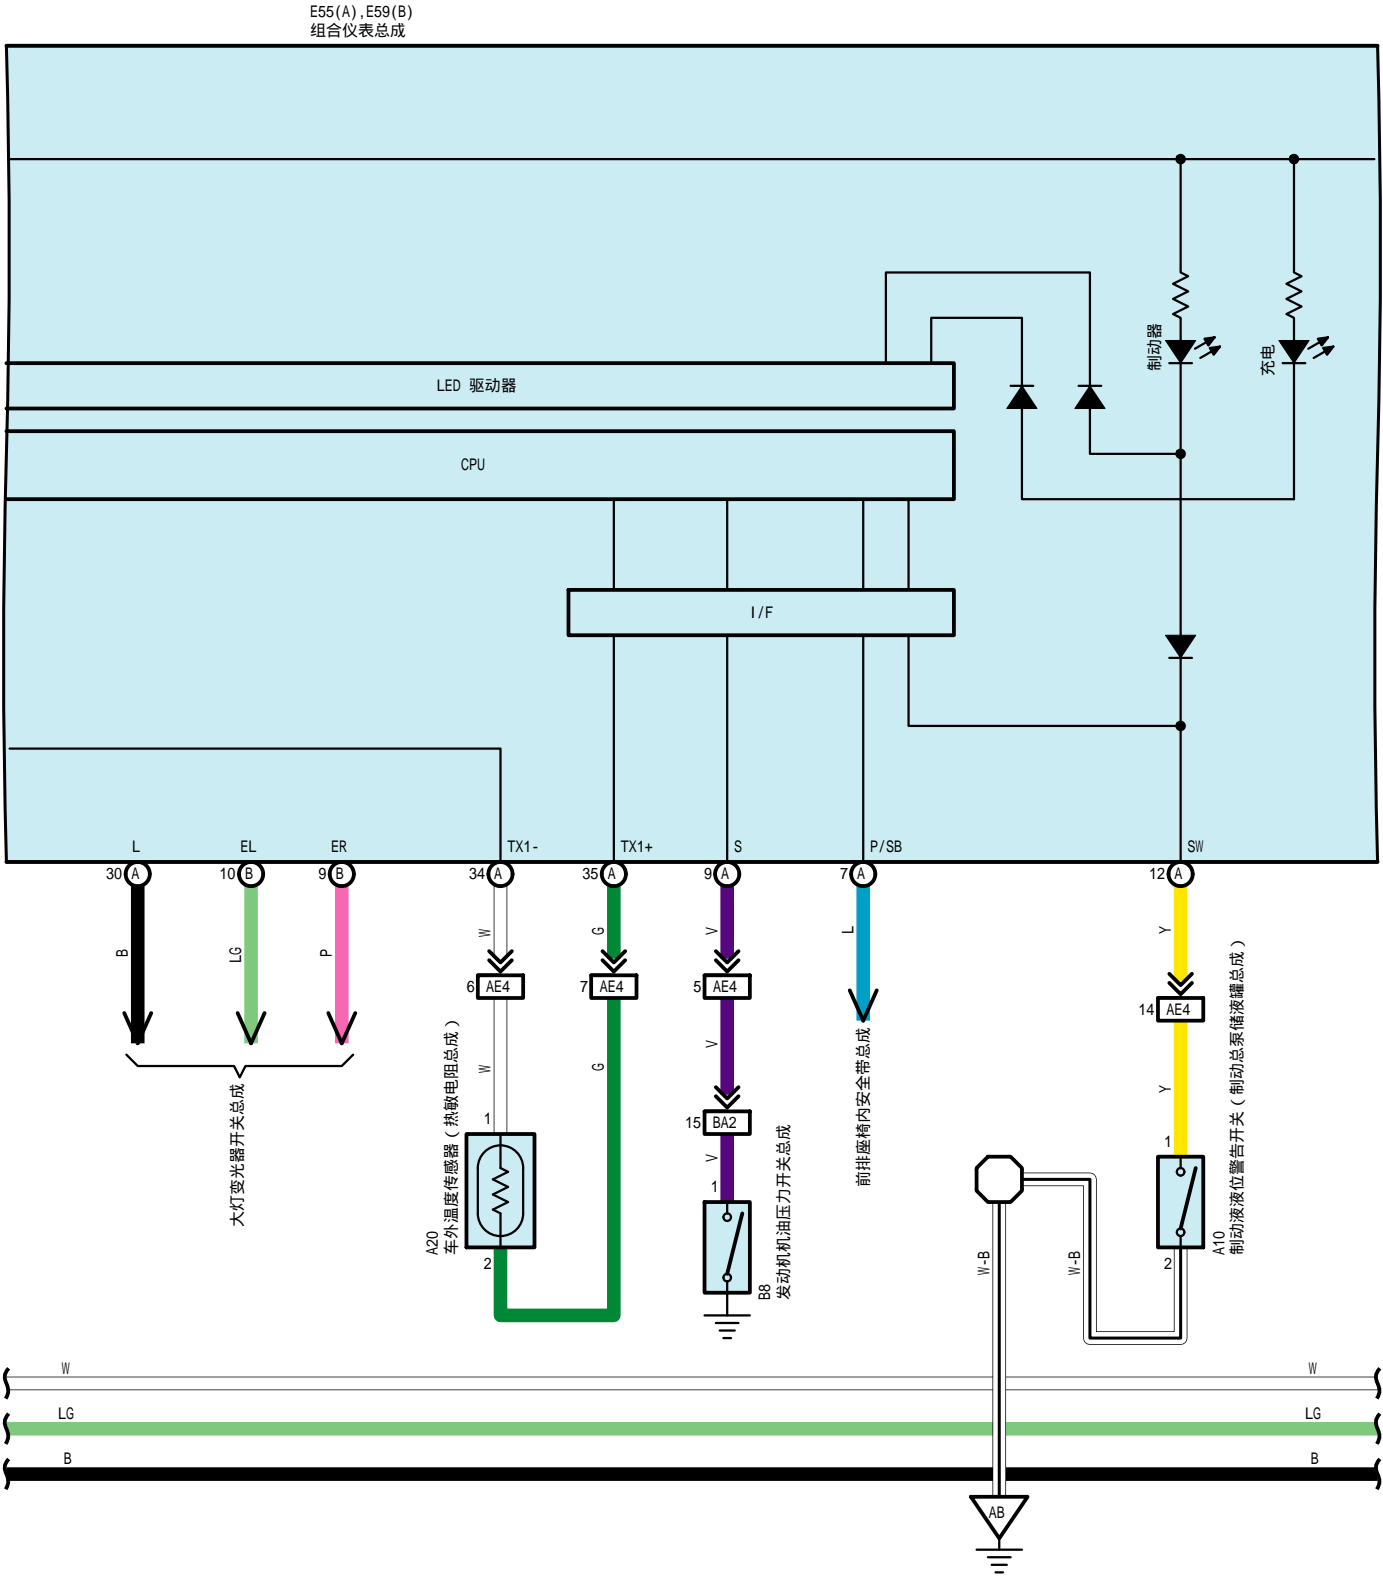 E55(A),E59(B)
组合仪表总成
制动器
充电
LED 驱动器
CPU
I/F
L
EL
ER
TX1-
TX1+
S
P/SB
SW
30 A
10 B
9 B
34 A
35 A
9 A
7 A
12 A
B
LG
P
W
G
V
L
Y
6 AE4
7 AE4
5 AE4
14 AE4
W
G
V
Y
大灯变光器开关总成
15 BA2
V
前排座椅内安全带总成
1
1
1
A20
车外温度传感器(热敏电阻总成)
2
B8
发动机机油压力开关总成
W-B
W-B
2
A10
制动液液位警告开关(制动总泵储液罐总成)
W
W
LG
LG
B
B
AB